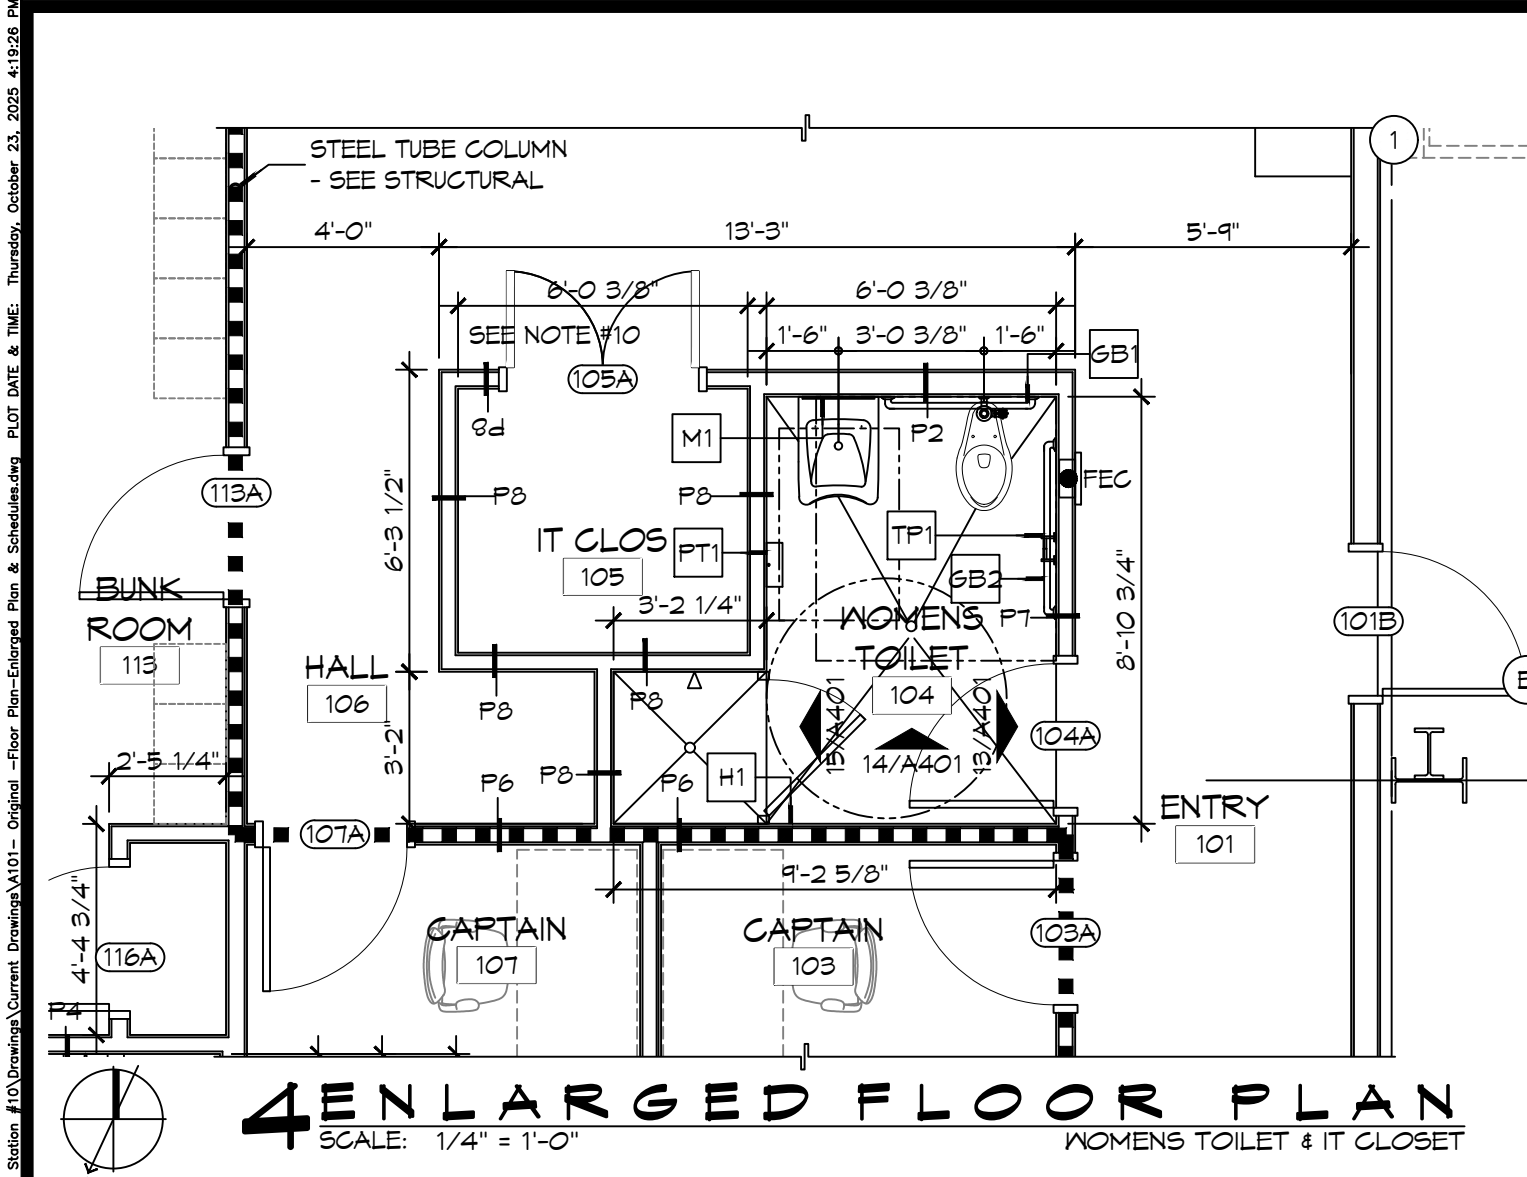 Station #10\Drawings\Current Drawings\A101- Original -Floor Plan-Enlarged Plan & Schedules.dwg PLOT DATE & TIME: Thursday, October 23, 2025 4:19:26 PM
STEEL TUBE COLUMN
- SEE STRUCTURAL
1
4'-0"
13'-3"
5'-9"
6'-0 3/8"
6'-0 3/8"
SEE NOTE #10
1'-6"
3'-0 3/8"
1'-6"
GB1
105A
P8
M1
P2
FEC
113A
P8
P8
6'-3 1/2"
IT CLOS
105
PT1
TP1
GB2
BUNK
ROOM
113
3'-2 1/4"
WOMENS
TOILET
104
P7
8'-10 3/4"
101B
HALL
106
P8
P8
15/A401
14/A401
13/A401
104A
3'-2"
2'-5 1/4"
P6
P8
P6
H1
ENTRY
101
107A
9'-2 5/8"
4'-4 3/4"
116A
CAPTAIN
107
CAPTAIN
103
103A
P4
4 ENLARGED FLOOR PLAN
SCALE: 1/4" = 1'-0"
WOMENS TOILET & IT CLOSET